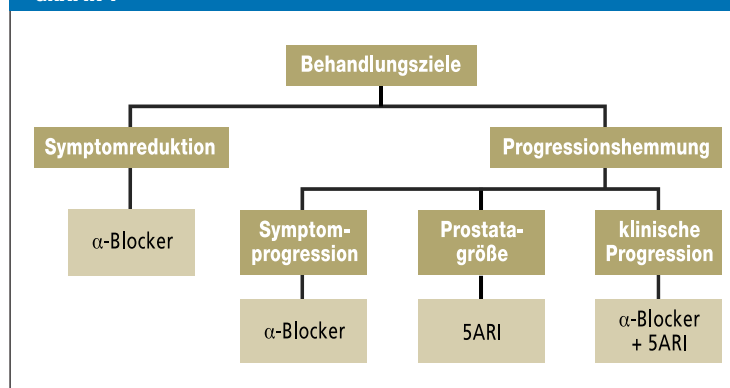 Behandlungsziele
Symptomreduktion
Progressionshemmung
α-Blocker
Symptom-
progression
Prostata-
größe
klinische
Progression
α-Blocker
5ARI
α-Blocker
+ 5ARI